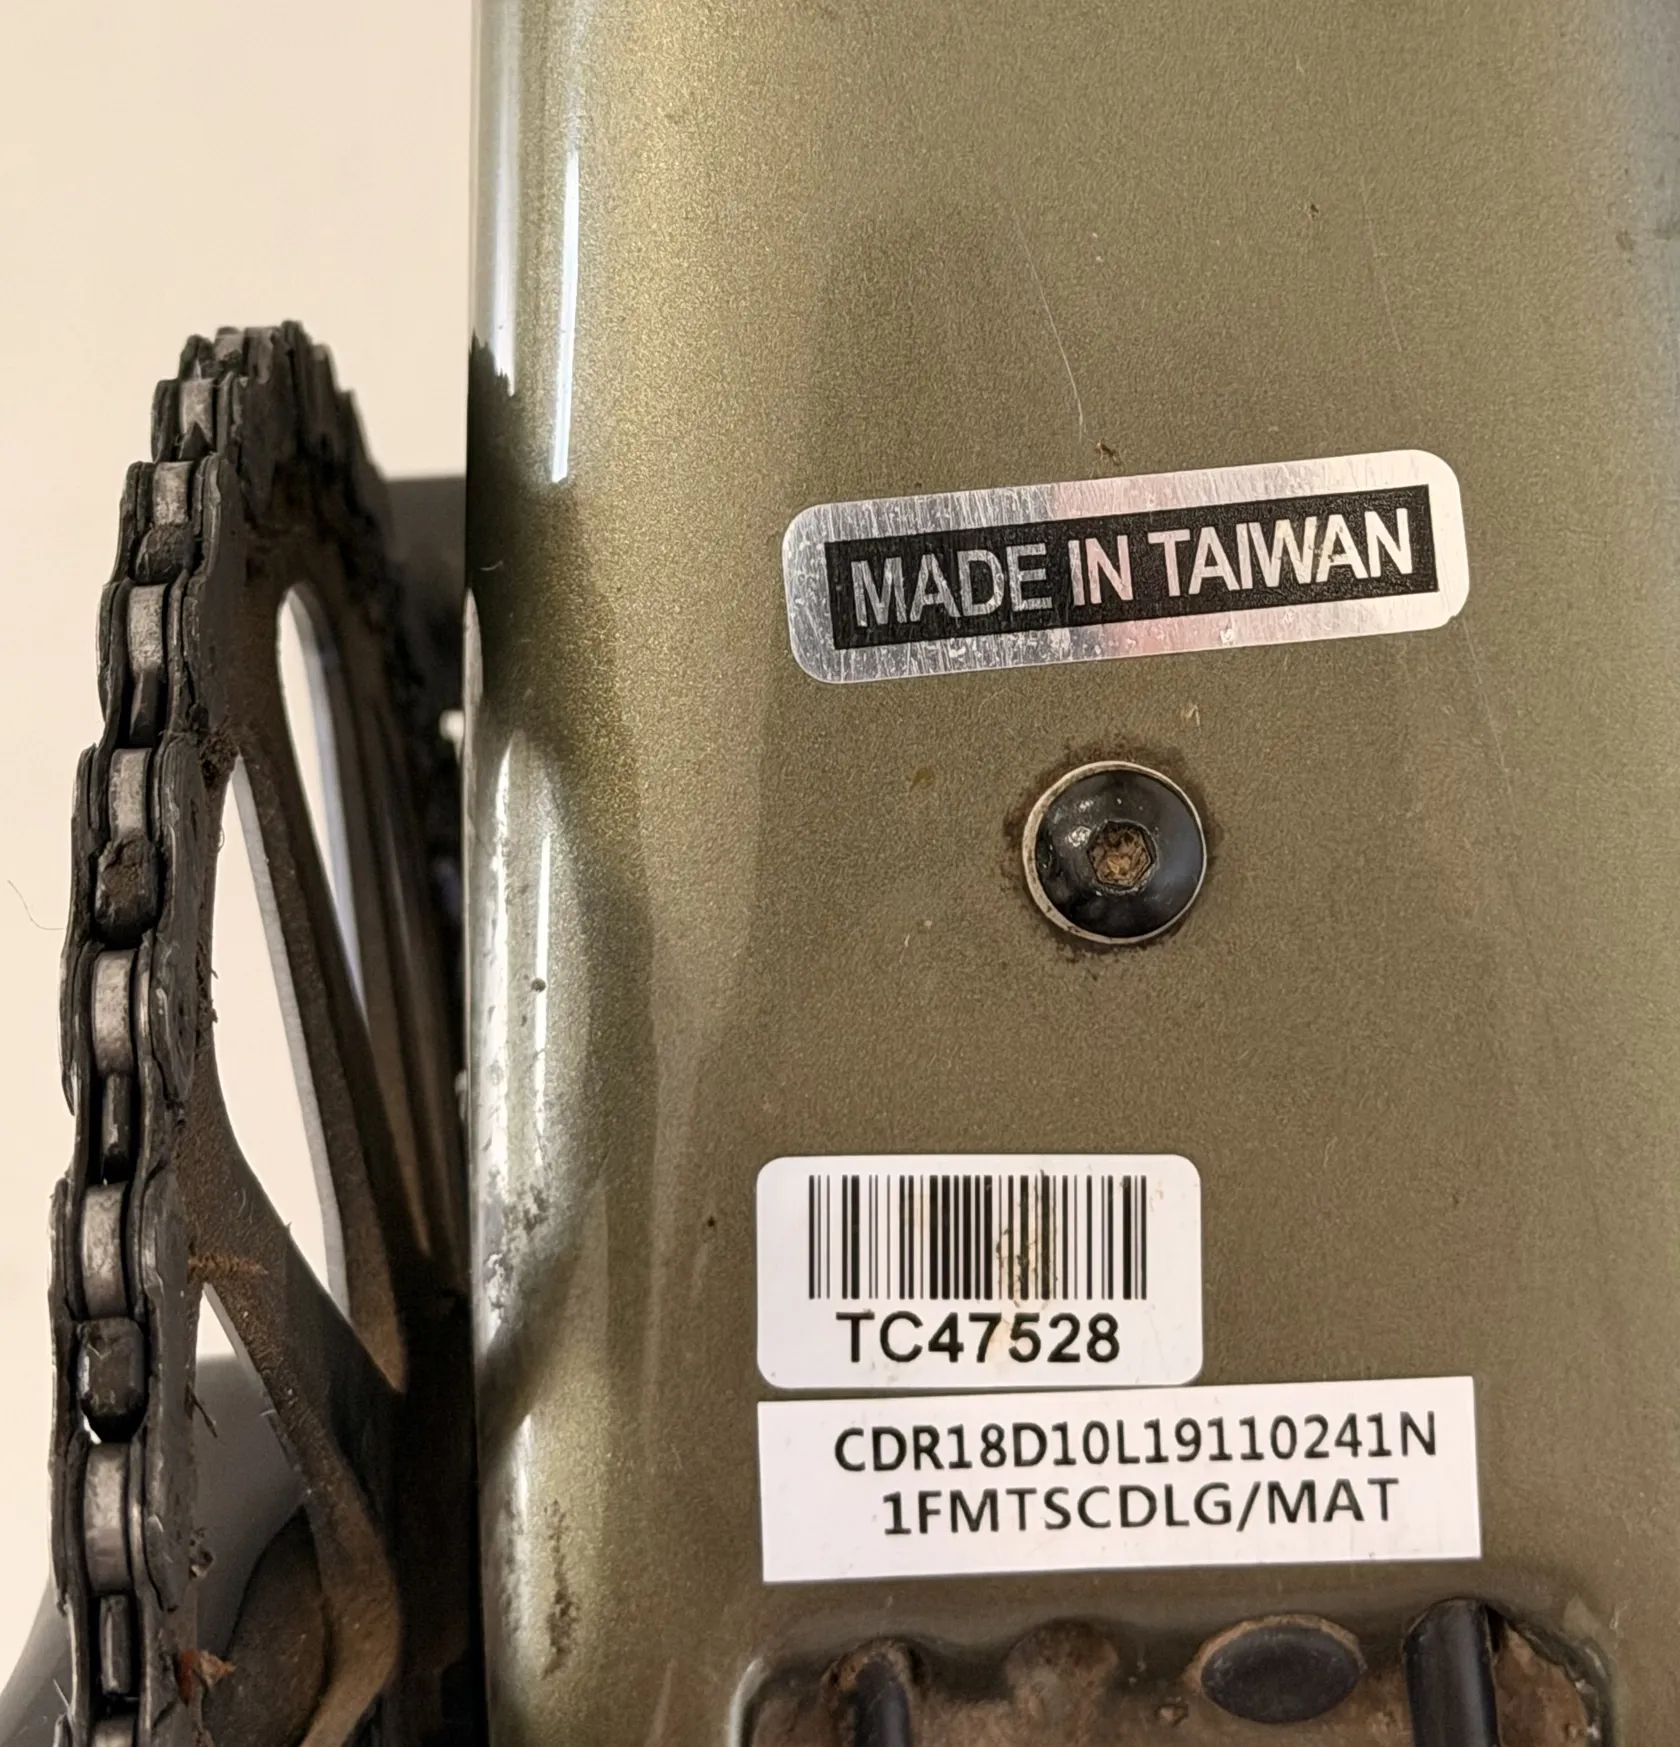 MADE IN TAIWAN
TC47528
CDR18D10L19110241N
1FMTSCDLG/MAT